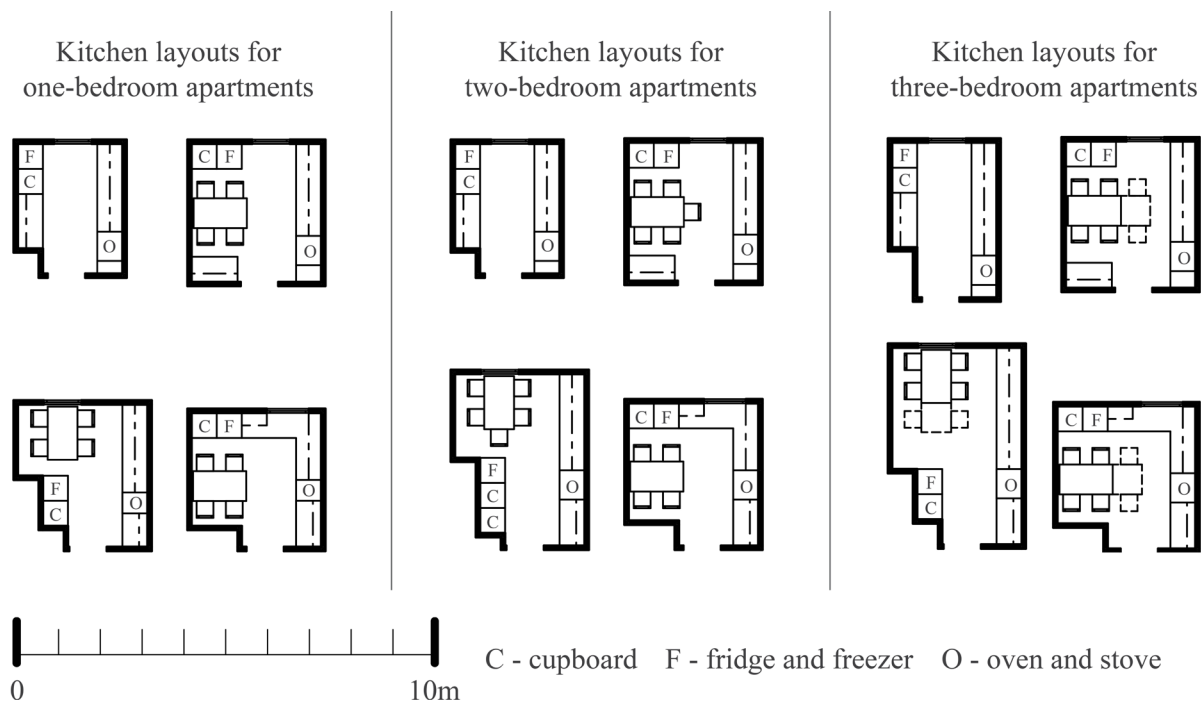 Kitchen layouts for
one-bedroom apartments
F
C
O
C F
O
F
C
O
C F
O
Kitchen layouts for
two-bedroom apartments
F
C
O
C F
O
F
C
C
O
C F
O
Kitchen layouts for
three-bedroom apartments
F
C
O
C F
O
F
C
O
C F
O
0 10m
C - cupboard F - fridge and freezer O - oven and stove